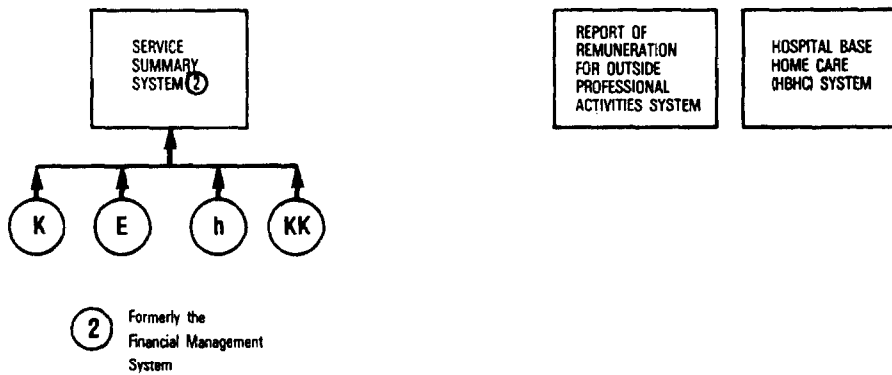 SERVICE
SUMMARY
SYSTEM ②
REPORT OF
REMUNERATION
FOR OUTSIDE
PROFESSIONAL
ACTIVITIES SYSTEM
HOSPITAL BASE
HOME CARE
(HBHC) SYSTEM
K E h KK
2 Formerly the
Financial Management
System